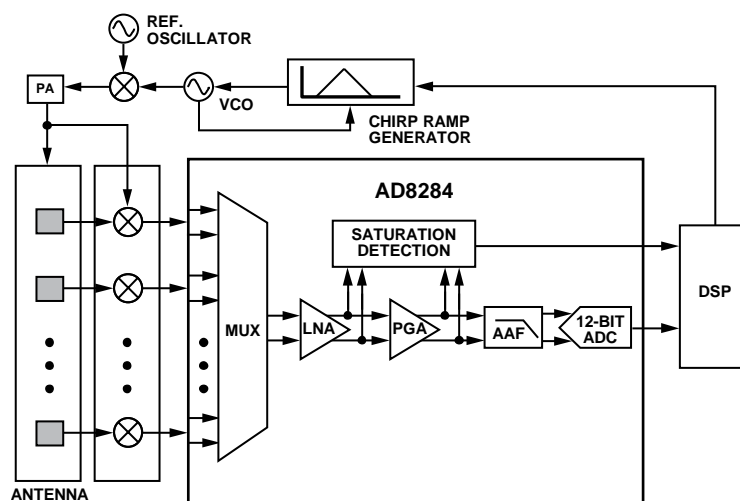 REF.
OSCILLATOR
PA
VCO
CHIRP RAMP
GENERATOR
AD8284
SATURATION
DETECTION
MUX
LNA
PGA
AAF
12-BIT
ADC
DSP
ANTENNA